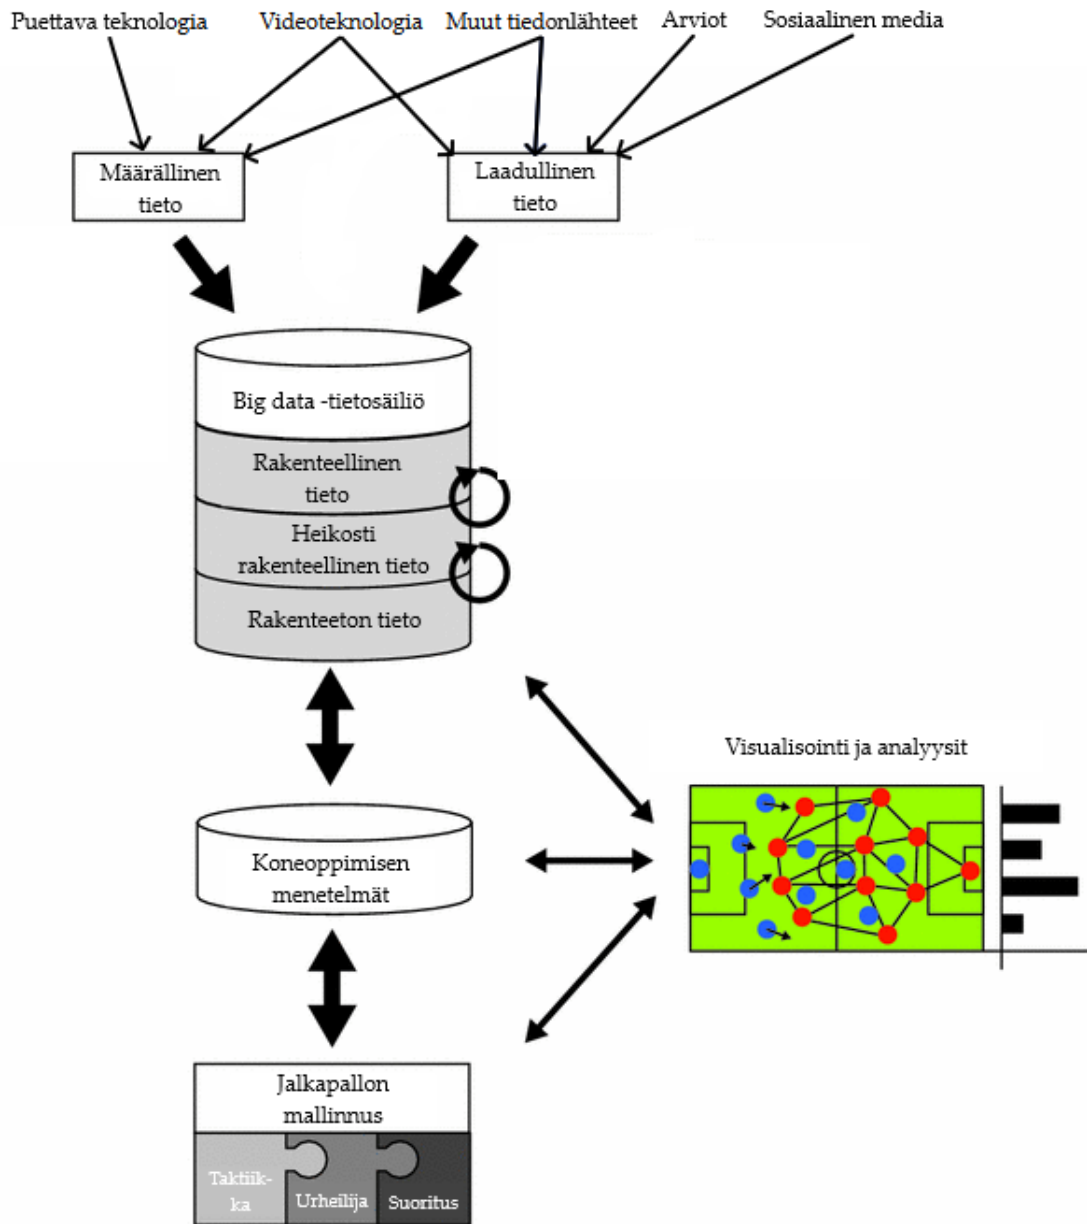 Puettava teknologia
Videoteknologia
Muut tiedonlähteet
Arviot
Sosiaalinen media
Määrällinen
tieto
Laadullinen
tieto
Big data -tietosäiliö
Rakenteellinen
tieto
Heikosti
rakenteellinen tieto
Rakenteeton tieto
Visualisointi ja analyysit
Koneoppimisen
menetelmät
Jalkapallon
mallinnus
Taktiik-
ka
Urheilija
Suoritus